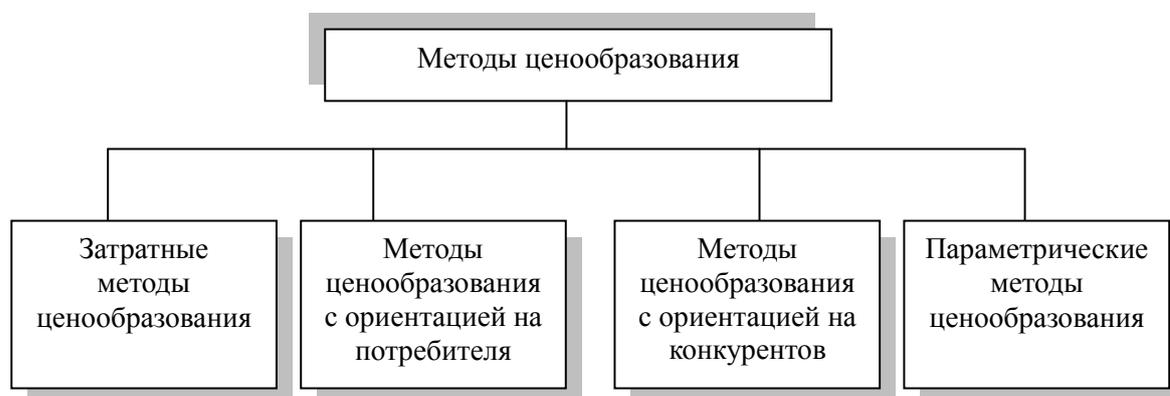 Методы ценообразования
Затратные
методы
ценообразования
Методы
ценообразования
с ориентацией на
потребителя
Методы
ценообразования
с ориентацией на
конкурентов
Параметрические
методы
ценообразования